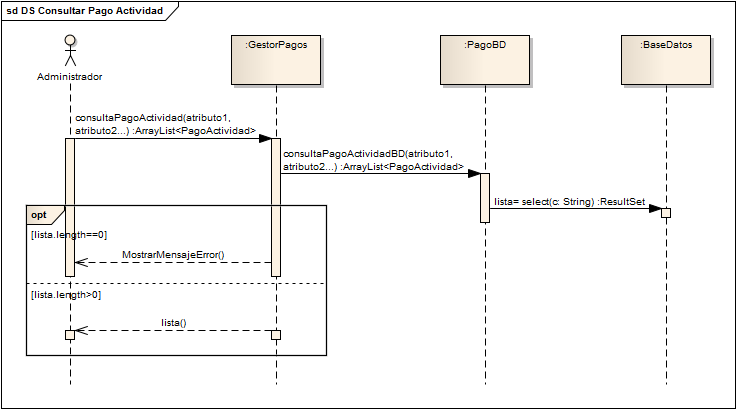 sd DS Consultar Pago Actividad
Administrador
:GestorPagos
:PagoBD
:BaseDatos
consultaPagoActividad(atributo1,
atributo2...) :ArrayList<PagoActividad>
consultaPagoActividadBD(atributo1,
atributo2...) :ArrayList<PagoActividad>
lista= select(c: String) :ResultSet
opt
[lista.length==0]
MostrarMensajeError()
[lista.length>0]
lista()